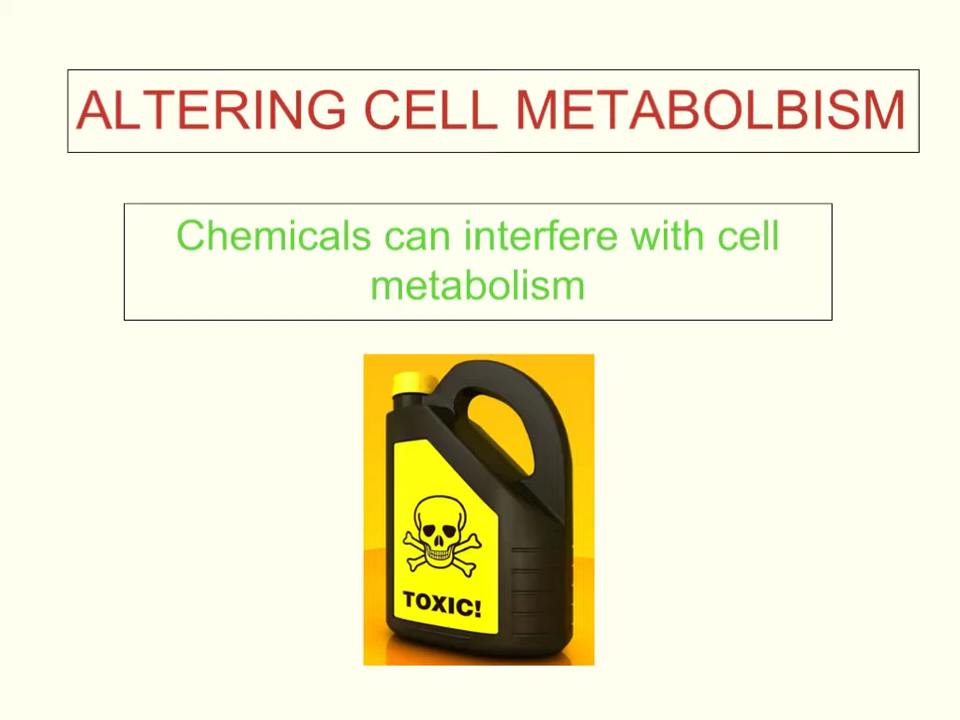 ALTERING CELL METABOLBISM
Chemicals can interfere with cell
metabolism
TOXIC!